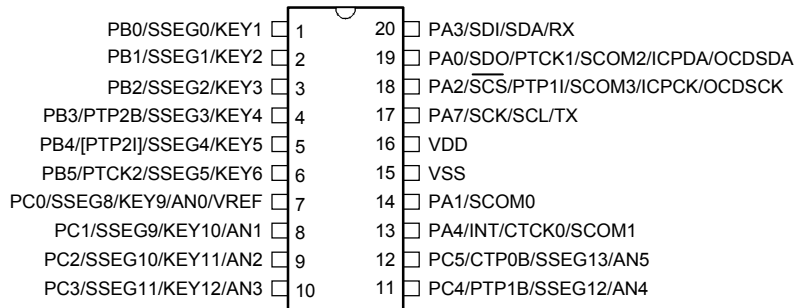 PB0/SSEG0/KEY1 1 20 PA3/SDI/SDA/RX
PB1/SSEG1/KEY2 2 19 PA0/SDO/PTCK1/SCOM2/ICPDA/OCDSDA
PB2/SSEG2/KEY3 3 18 PA2/SCS/PTP1I/SCOM3/ICPCK/OCDSCK
PB3/PTP2B/SSEG3/KEY4 4 17 PA7/SCK/SCL/TX
PB4/[PTP2I]/SSEG4/KEY5 5 16 VDD
PB5/PTCK2/SSEG5/KEY6 6 15 VSS
PC0/SSEG8/KEY9/AN0/VREF 7 14 PA1/SCOM0
PC1/SSEG9/KEY10/AN1 8 13 PA4/INT/CTCK0/SCOM1
PC2/SSEG10/KEY11/AN2 9 12 PC5/CTP0B/SSEG13/AN5
PC3/SSEG11/KEY12/AN3 10 11 PC4/PTP1B/SSEG12/AN4